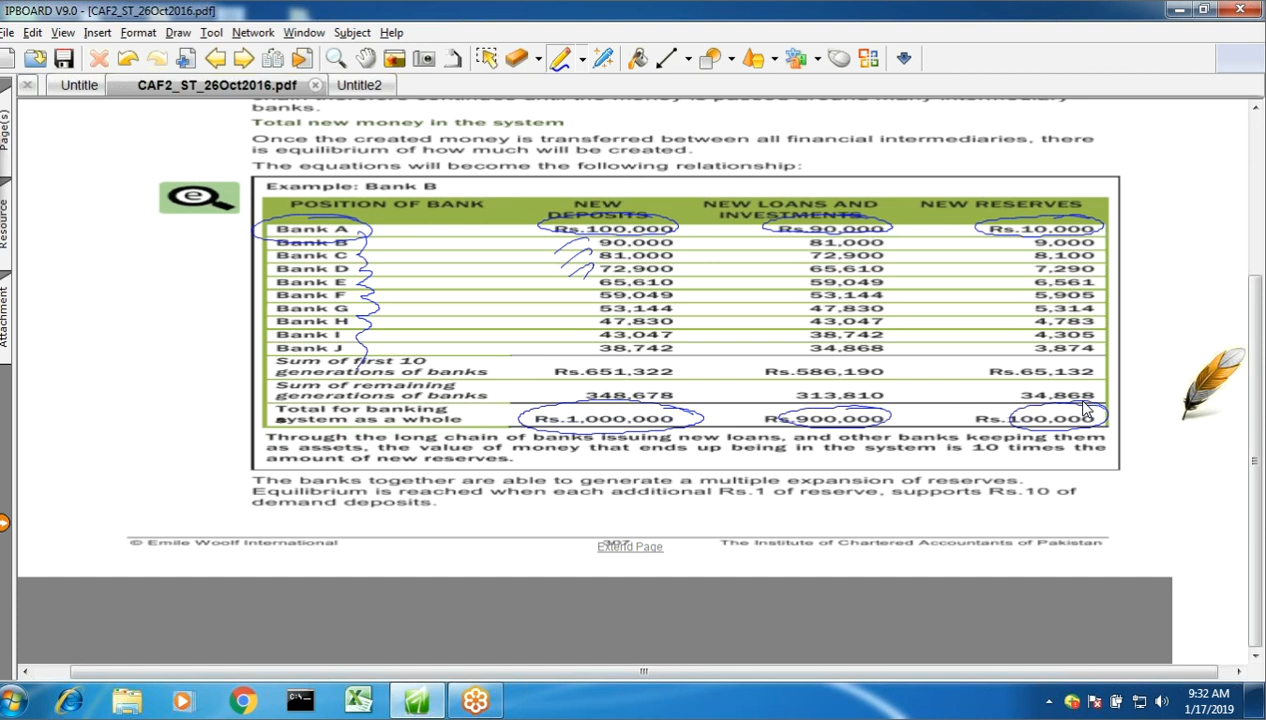 IPBOARD V9.0 - [CAF2_ST_26Oct2016.pdf]
File Edit View Insert Format Draw Tool Network Window Subject Help
Untitle CAF2_ST_26Oct2016.pdf Untitle2
Page(s)
Resource
Attachment
banks.
Total new money in the system
Once the created money is transferred between all financial intermediaries, there
is equilibrium of how much will be created.
The equations will become the following relationship:
Example: Bank B
POSITION OF BANK NEW DEPOSITS NEW LOANS AND INVESTMENTS NEW RESERVES
Bank A Rs.100,000 Rs.90,000 Rs.10,000
Bank B 90,000 81,000 9,000
Bank C 81,000 72,900 8,100
Bank D 72,900 65,610 7,290
Bank E 65,610 59,049 6,561
Bank F 59,049 53,144 5,905
Bank G 53,144 47,830 5,314
Bank H 47,830 43,047 4,783
Bank I 43,047 38,742 4,305
Bank J 38,742 34,868 3,874
Sum of first 10
generations of banks Rs.651,322 Rs.586,190 Rs.65,132
Sum of remaining
generations of banks 348,678 313,810 34,868
Total for banking
system as a whole Rs.1,000,000 Rs.900,000 Rs.100,000
Through the long chain of banks issuing new loans, and other banks keeping them
as assets, the value of money that ends up being in the system is 10 times the
amount of new reserves.
The banks together are able to generate a multiple expansion of reserves.
Equilibrium is reached when each additional Rs.1 of reserve, supports Rs.10 of
demand deposits.
© Emile Woolf International 307 The Institute of Chartered Accountants of Pakistan
Extend Page
9:32 AM
1/17/2019